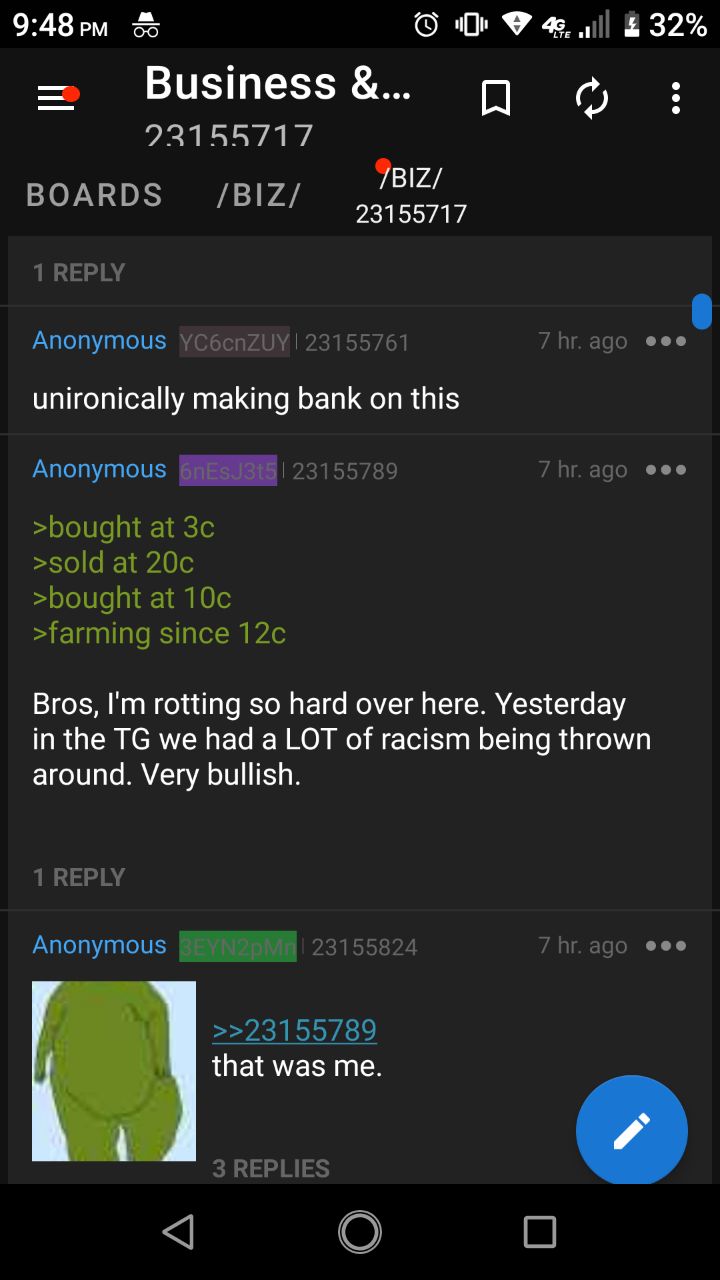 9:48 PM
4G LTE 32%
Business &...
23155717
BOARDS /BIZ/ /BIZ/
23155717
1 REPLY
Anonymous YC6cnZUY 23155761 7 hr. ago
unironically making bank on this
Anonymous 6nEsJ3t5 23155789 7 hr. ago
>bought at 3c
>sold at 20c
>bought at 10c
>farming since 12c
Bros, I'm rotting so hard over here. Yesterday
in the TG we had a LOT of racism being thrown
around. Very bullish.
1 REPLY
Anonymous 3EYN2pMn 23155824 7 hr. ago
>>23155789
that was me.
3 REPLIES